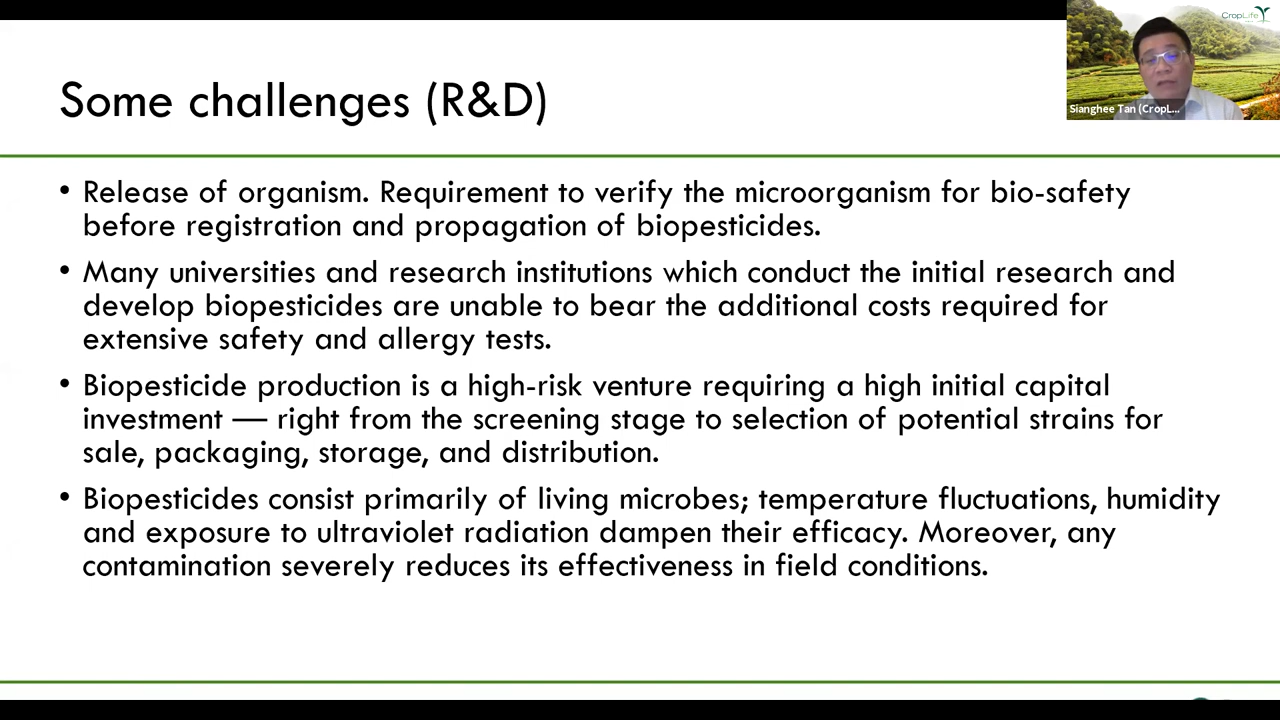 CropLife
Sianghee Tan (CropL...
Some challenges (R&D)
• Release of organism. Requirement to verify the microorganism for bio-safety
before registration and propagation of biopesticides.
• Many universities and research institutions which conduct the initial research and
develop biopesticides are unable to bear the additional costs required for
extensive safety and allergy tests.
• Biopesticide production is a high-risk venture requiring a high initial capital
investment — right from the screening stage to selection of potential strains for
sale, packaging, storage, and distribution.
• Biopesticides consist primarily of living microbes; temperature fluctuations, humidity
and exposure to ultraviolet radiation dampen their efficacy. Moreover, any
contamination severely reduces its effectiveness in field conditions.